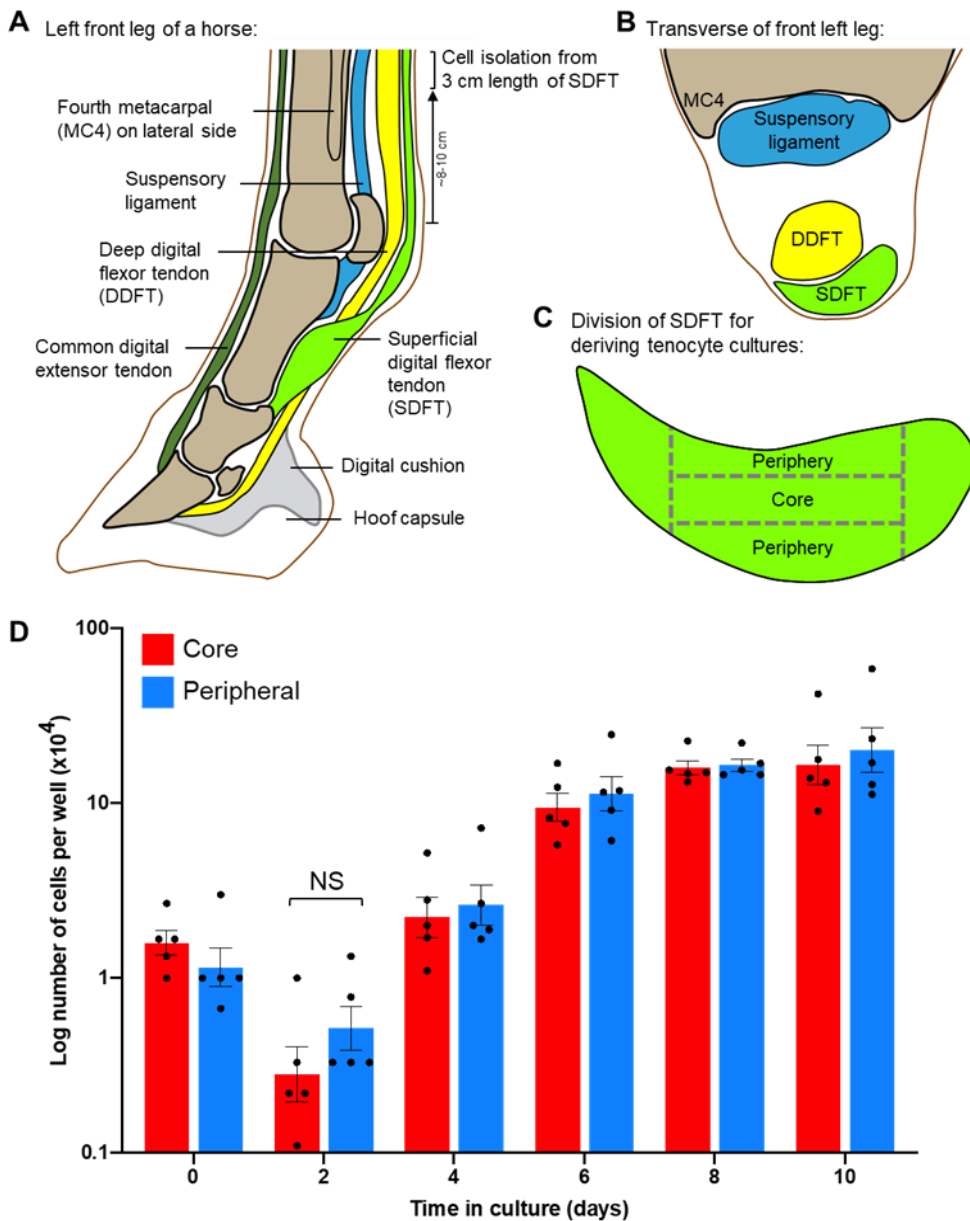 A
Left front leg of a horse:
Cell isolation from
3 cm length of SDFT
Fourth metacarpal
(MC4) on lateral side
~8-10 cm
Suspensory
ligament
Deep digital
flexor tendon
(DDFT)
Common digital
extensor tendon
Superficial
digital flexor
tendon
(SDFT)
Digital cushion
Hoof capsule
B
Transverse of front left leg:
MC4
Suspensory
ligament
DDFT
SDFT
C
Division of SDFT for
deriving tenocyte cultures:
Periphery
Core
Periphery
D
Core
Peripheral
Log number of cells per well (x10⁴)
100
10
1
0.1
NS
0 2 4 6 8 10
Time in culture (days)